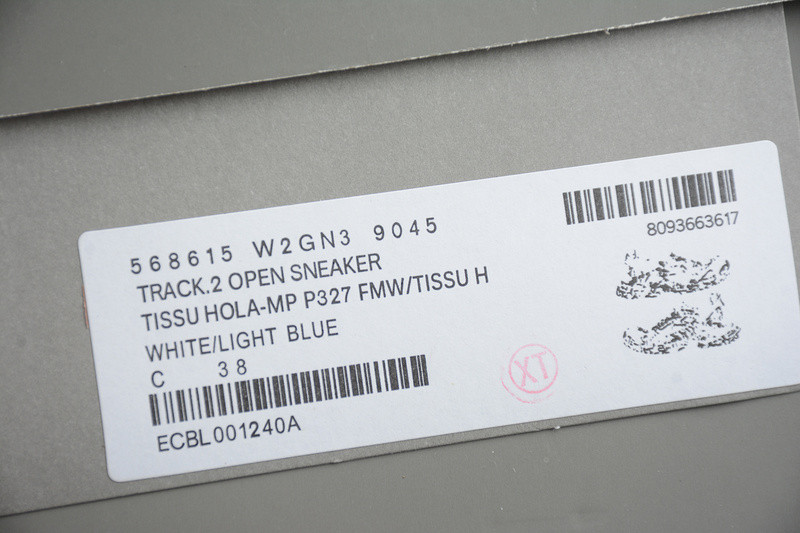 568615 W2GN3 9045
TRACK.2 OPEN SNEAKER
TISSU HOLA-MP P327 FMW/TISSU H
WHITE/LIGHT BLUE
C 38
ECBL001240A
8093663617
XT